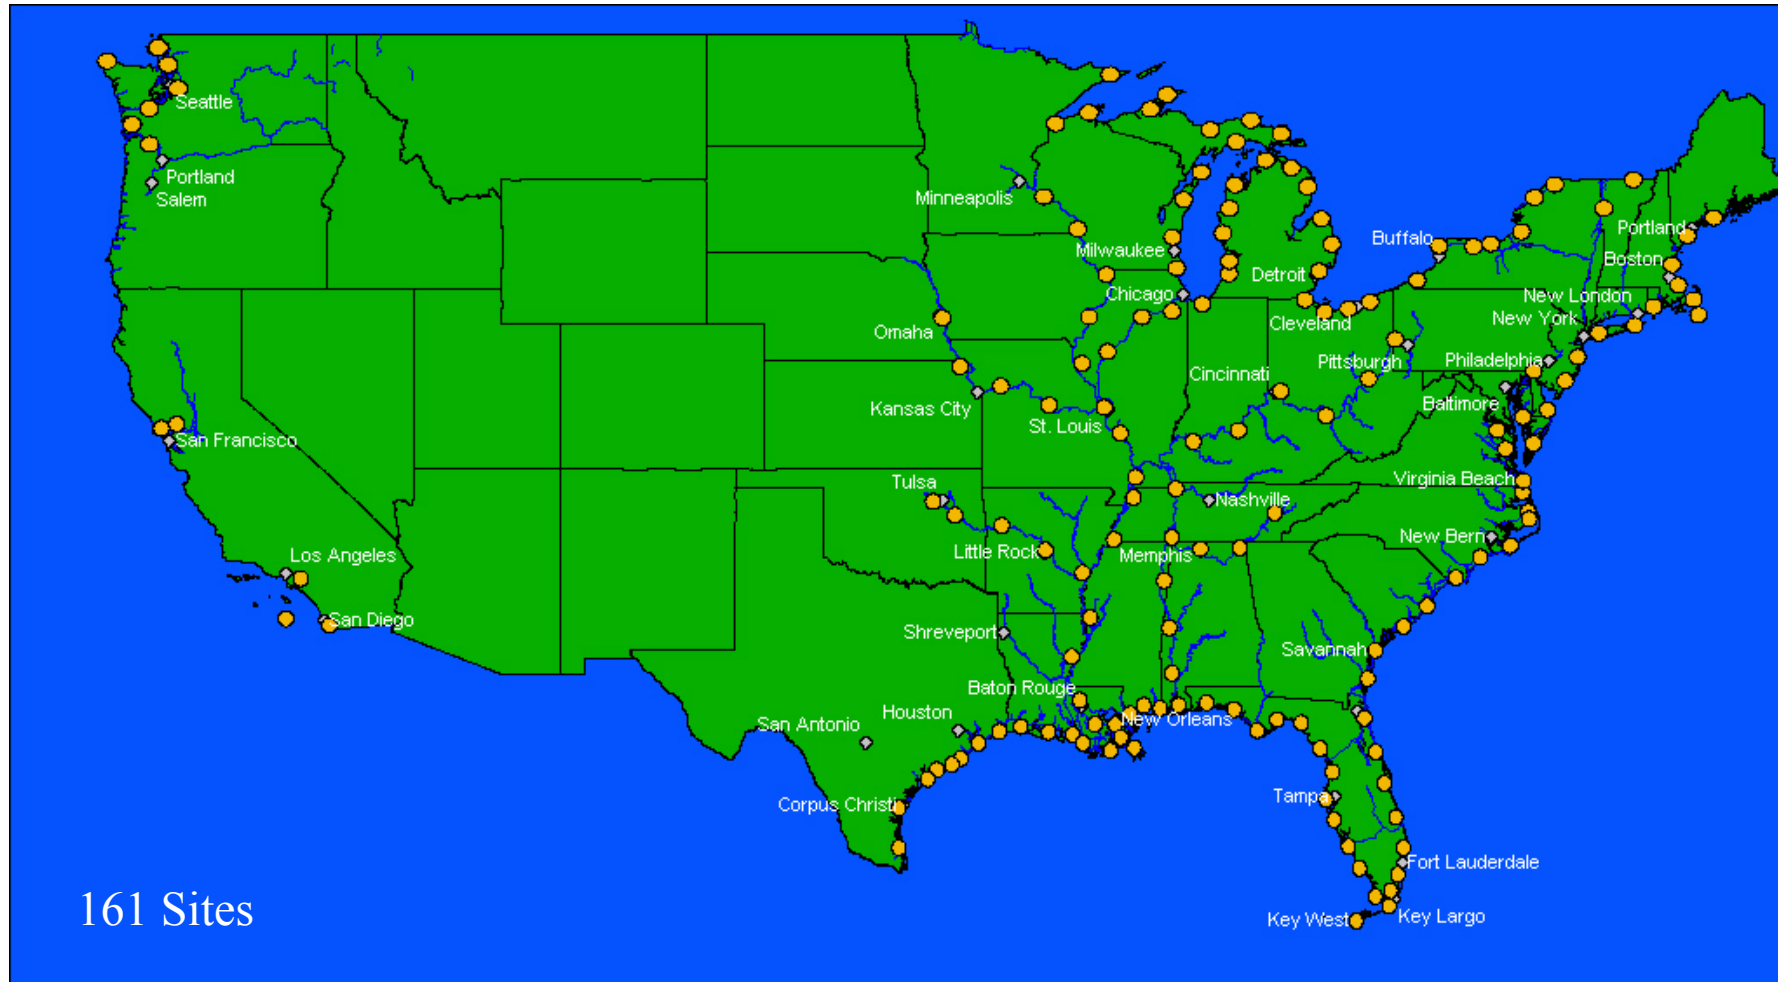 Seattle
Portland
Salem
Minneapolis
Milwaukee
Chicago
Detroit
Buffalo
Portland
Boston
New London
New York
Cleveland
Pittsburgh
Philadelphia
Omaha
Cincinnati
Baltimore
Kansas City
St. Louis
San Francisco
Tulsa
Nashville
Virginia Beach
Little Rock
Memphis
New Bern
Los Angeles
San Diego
Shreveport
Savannah
Baton Rouge
San Antonio
Houston
New Orleans
Corpus Christi
Tampa
Fort Lauderdale
Key West
Key Largo
161 Sites